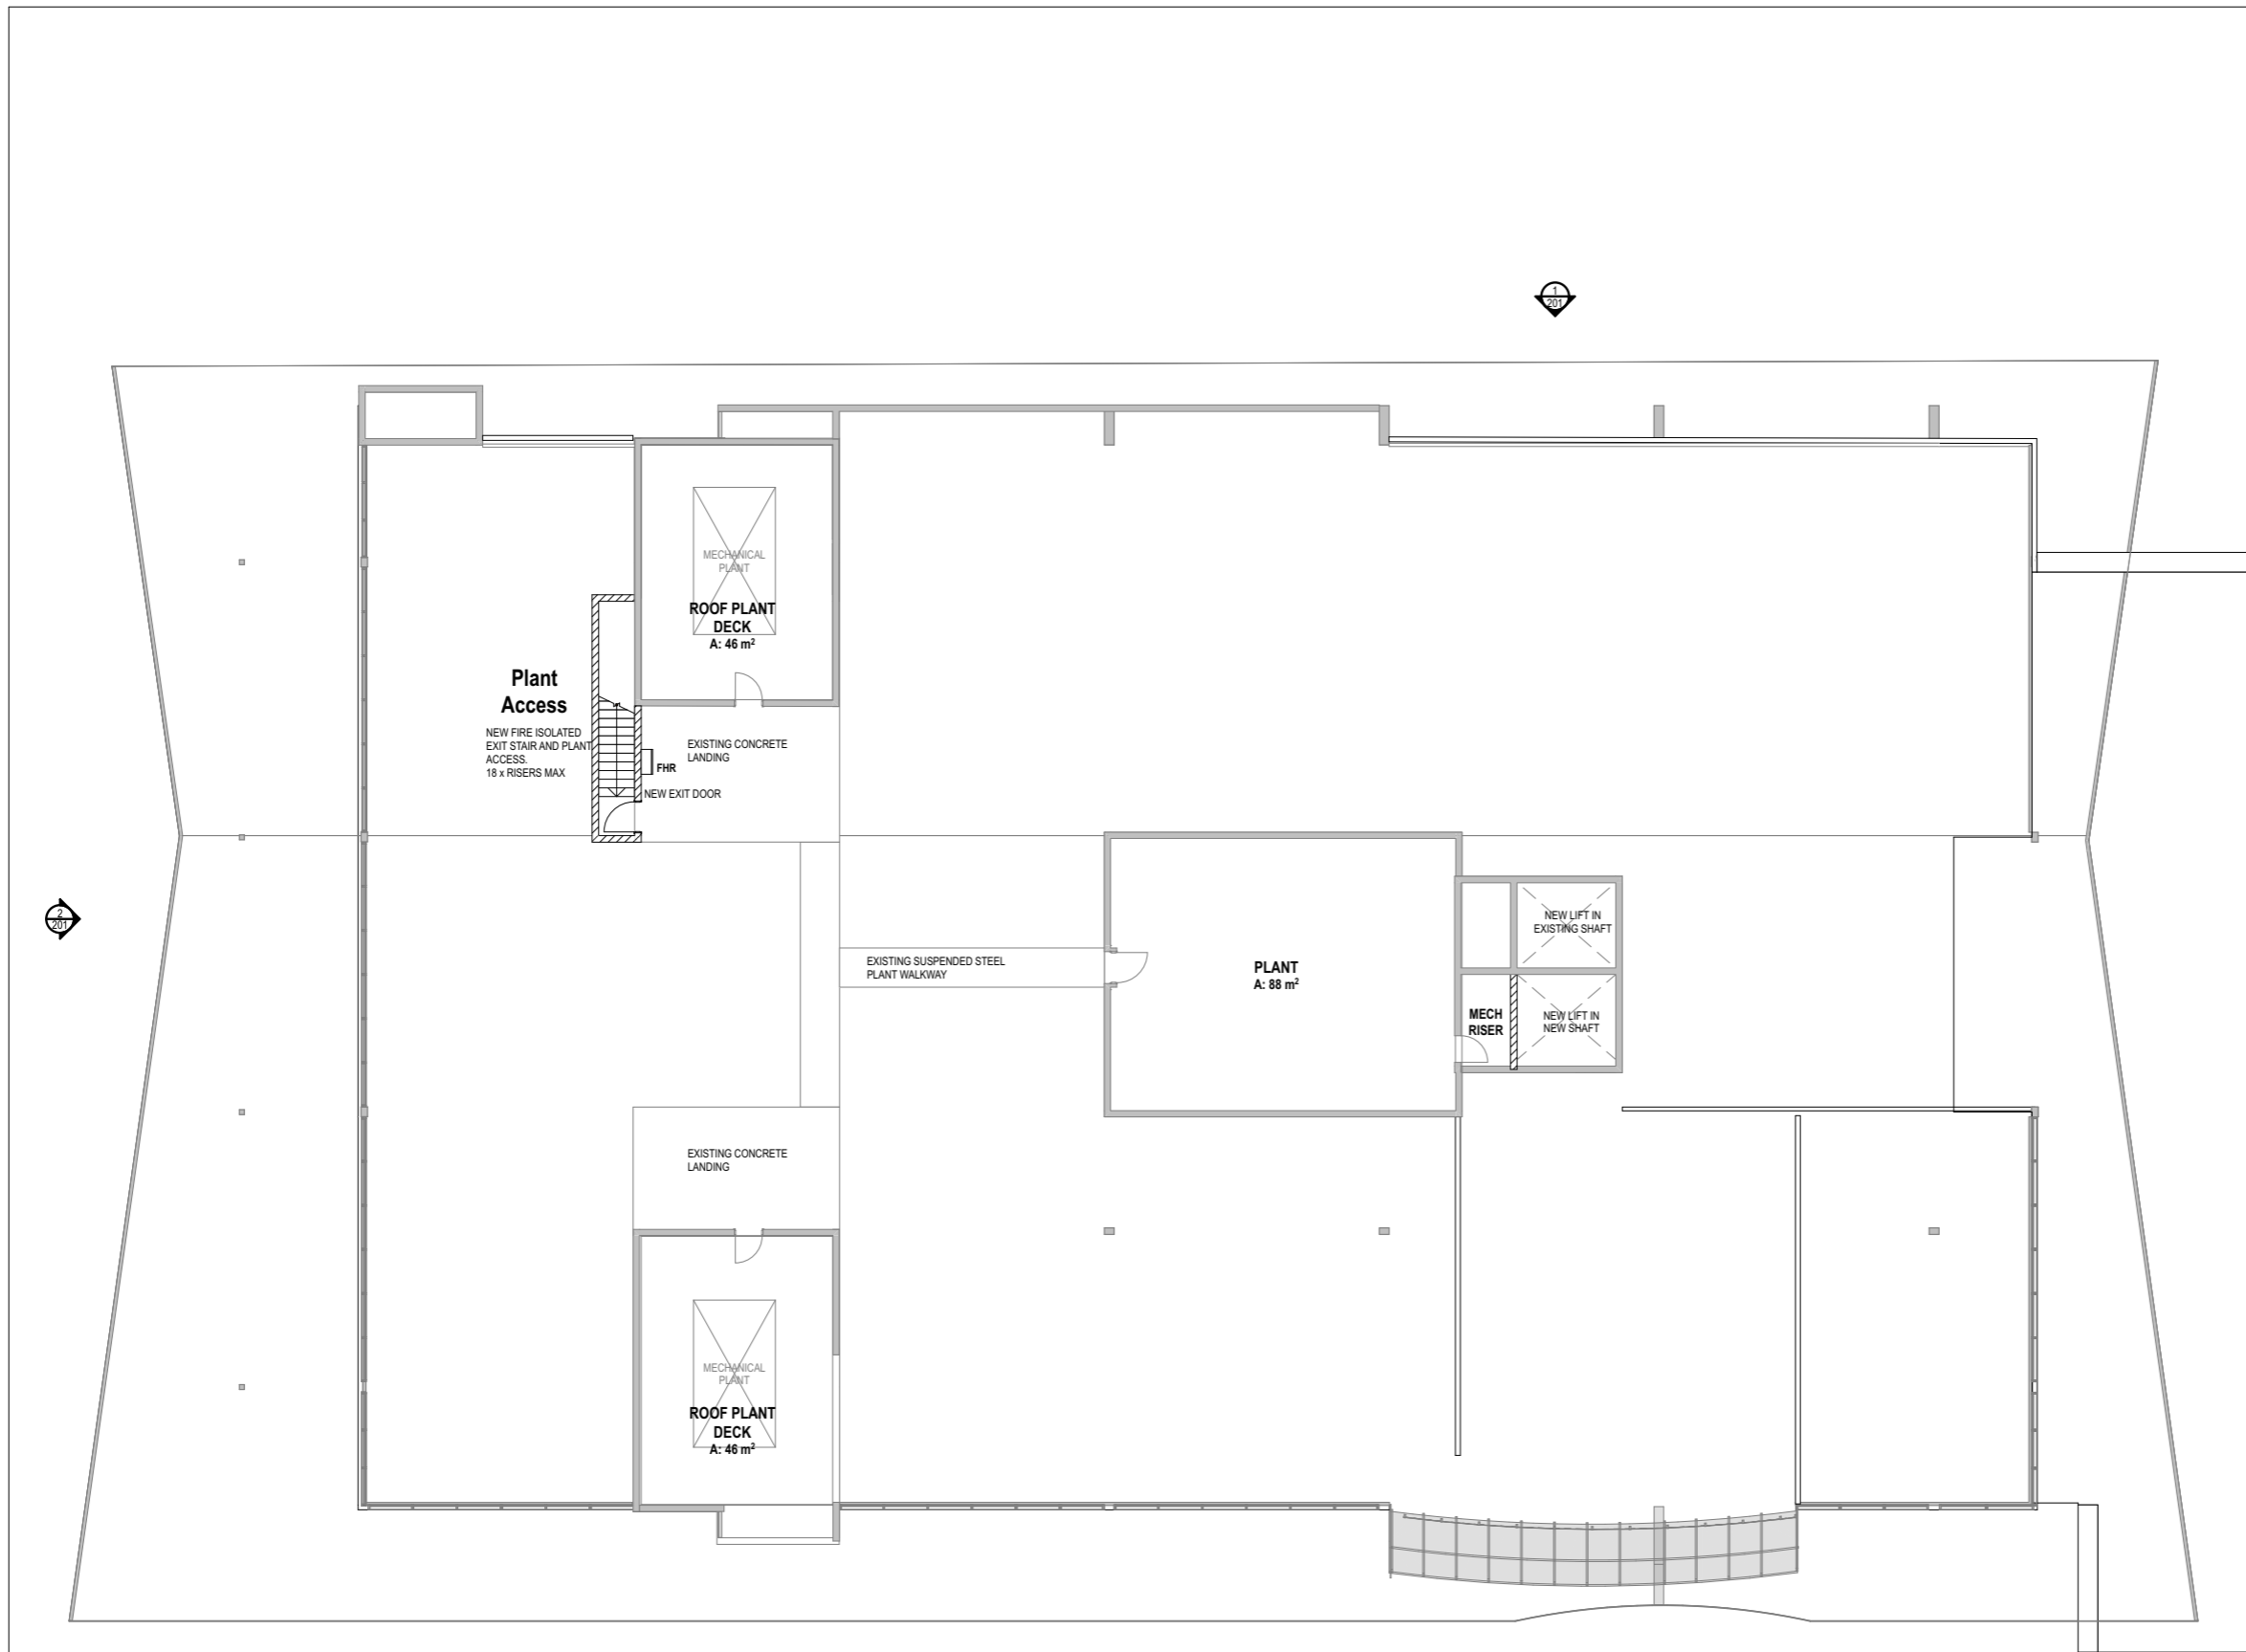 1
201
MECHANICAL
PLANT
ROOF PLANT
DECK
A: 46 m²
Plant
Access
NEW FIRE ISOLATED
EXIT STAIR AND PLANT
ACCESS.
18 x RISERS MAX
EXISTING CONCRETE
LANDING
FHR
NEW EXIT DOOR
2
201
EXISTING SUSPENDED STEEL
PLANT WALKWAY
PLANT
A: 88 m²
NEW LIFT IN
EXISTING SHAFT
MECH
RISER
NEW LIFT IN
NEW SHAFT
EXISTING CONCRETE
LANDING
MECHANICAL
PLANT
ROOF PLANT
DECK
A: 46 m²